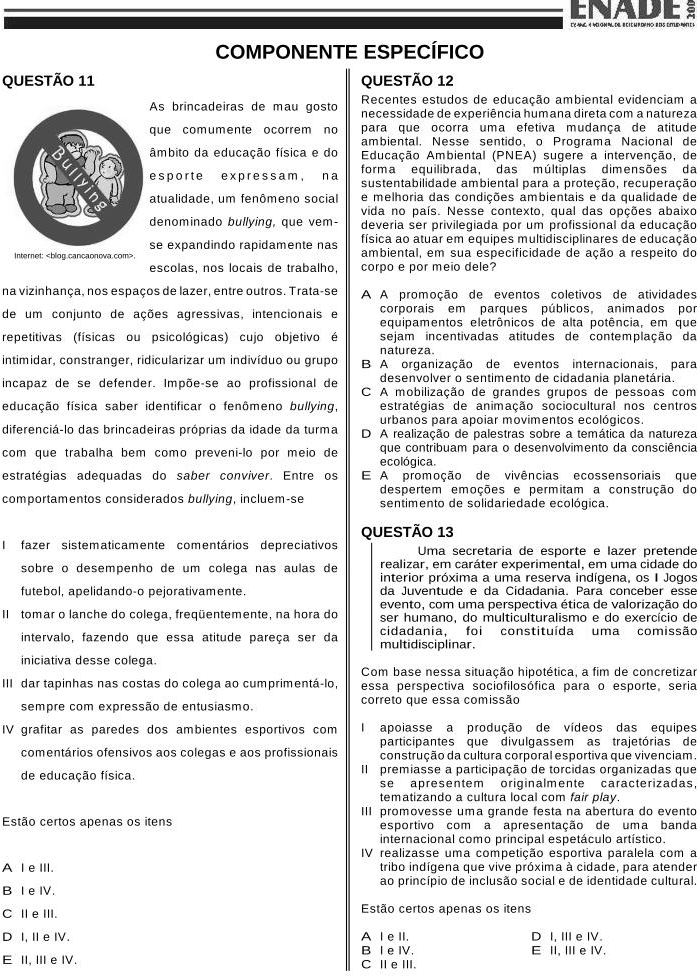 ENADE 2007
EXAME NACIONAL DE DESEMPENHO DOS ESTUDANTES
COMPONENTE ESPECÍFICO
QUESTÃO 11
Bullying
Internet: <blog.cancaonova.com>.
As brincadeiras de mau gosto
que comumente ocorrem no
âmbito da educação física e do
esporte expressam, na
atualidade, um fenômeno social
denominado bullying, que vem-
se expandindo rapidamente nas
escolas, nos locais de trabalho,
na vizinhança, nos espaços de lazer, entre outros. Trata-se
de um conjunto de ações agressivas, intencionais e
repetitivas (físicas ou psicológicas) cujo objetivo é
intimidar, constranger, ridicularizar um indivíduo ou grupo
incapaz de se defender. Impõe-se ao profissional de
educação física saber identificar o fenômeno bullying,
diferenciá-lo das brincadeiras próprias da idade da turma
com que trabalha bem como preveni-lo por meio de
estratégias adequadas do saber conviver. Entre os
comportamentos considerados bullying, incluem-se
I fazer sistematicamente comentários depreciativos
sobre o desempenho de um colega nas aulas de
futebol, apelidando-o pejorativamente.
II tomar o lanche do colega, freqüentemente, na hora do
intervalo, fazendo que essa atitude pareça ser da
iniciativa desse colega.
III dar tapinhas nas costas do colega ao cumprimentá-lo,
sempre com expressão de entusiasmo.
IV grafitar as paredes dos ambientes esportivos com
comentários ofensivos aos colegas e aos profissionais
de educação física.
Estão certos apenas os itens
A I e III.
B I e IV.
C II e III.
D I, II e IV.
E II, III e IV.
QUESTÃO 12
Recentes estudos de educação ambiental evidenciam a
necessidade de experiência humana direta com a natureza
para que ocorra uma efetiva mudança de atitude
ambiental. Nesse sentido, o Programa Nacional de
Educação Ambiental (PNEA) sugere a intervenção, de
forma equilibrada, das múltiplas dimensões da
sustentabilidade ambiental para a proteção, recuperação
e melhoria das condições ambientais e da qualidade de
vida no país. Nesse contexto, qual das opções abaixo
deveria ser privilegiada por um profissional da educação
física ao atuar em equipes multidisciplinares de educação
ambiental, em sua especificidade de ação a respeito do
corpo e por meio dele?
A A promoção de eventos coletivos de atividades
corporais em parques públicos, animados por
equipamentos eletrônicos de alta potência, em que
sejam incentivadas atitudes de contemplação da
natureza.
B A organização de eventos internacionais, para
desenvolver o sentimento de cidadania planetária.
C A mobilização de grandes grupos de pessoas com
estratégias de animação sociocultural nos centros
urbanos para apoiar movimentos ecológicos.
D A realização de palestras sobre a temática da natureza
que contribuam para o desenvolvimento da consciência
ecológica.
E A promoção de vivências ecossensoriais que
despertem emoções e permitam a construção do
sentimento de solidariedade ecológica.
QUESTÃO 13
Uma secretaria de esporte e lazer pretende
realizar, em caráter experimental, em uma cidade do
interior próxima a uma reserva indígena, os I Jogos
da Juventude e da Cidadania. Para conceber esse
evento, com uma perspectiva ética de valorização do
ser humano, do multiculturalismo e do exercício de
cidadania, foi constituída uma comissão
multidisciplinar.
Com base nessa situação hipotética, a fim de concretizar
essa perspectiva sociofilosófica para o esporte, seria
correto que essa comissão
I apoiasse a produção de vídeos das equipes
participantes que divulgassem as trajetórias de
construção da cultura corporal esportiva que vivenciam.
II premiasse a participação de torcidas organizadas que
se apresentem originalmente caracterizadas,
tematizando a cultura local com fair play.
III promovesse uma grande festa na abertura do evento
esportivo com a apresentação de uma banda
internacional como principal espetáculo artístico.
IV realizasse uma competição esportiva paralela com a
tribo indígena que vive próxima à cidade, para atender
ao princípio de inclusão social e de identidade cultural.
Estão certos apenas os itens
A I e II.
B I e IV.
C II e III.
D I, III e IV.
E II, III e IV.